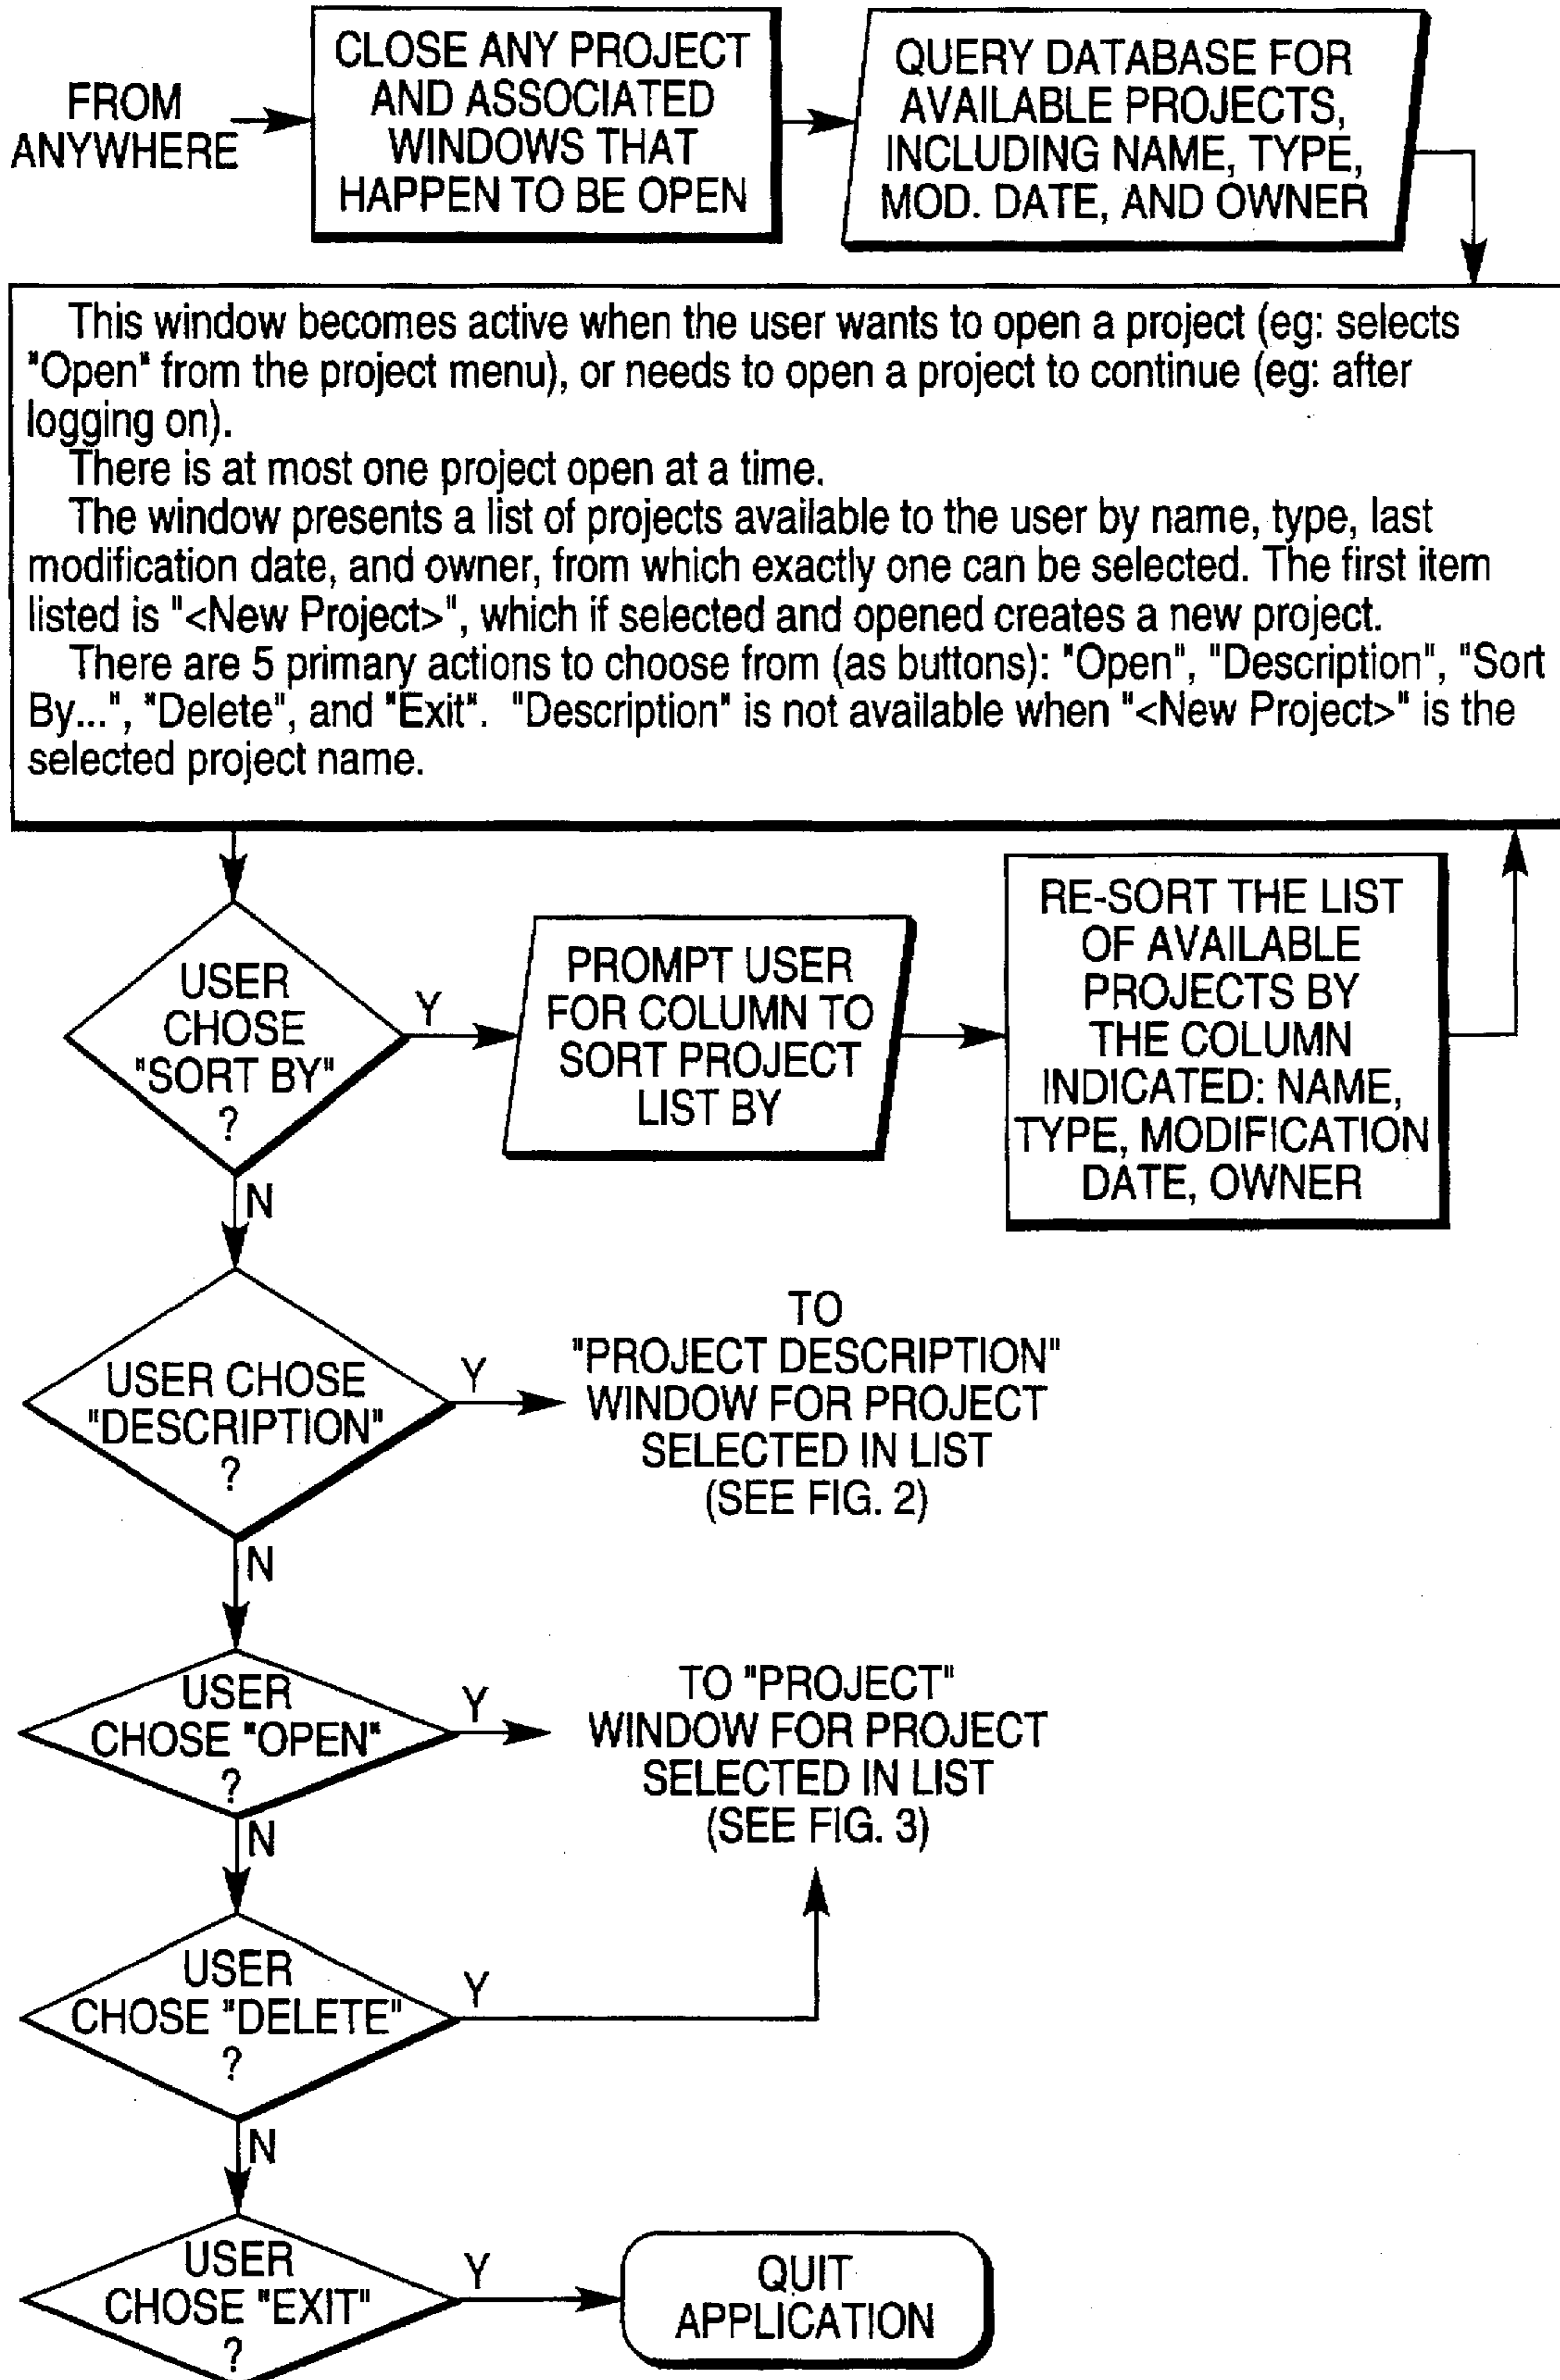 FROM
ANYWHERE
CLOSE ANY PROJECT
AND ASSOCIATED
WINDOWS THAT
HAPPEN TO BE OPEN
QUERY DATABASE FOR
AVAILABLE PROJECTS,
INCLUDING NAME, TYPE,
MOD. DATE, AND OWNER
This window becomes active when the user wants to open a project (eg: selects
"Open" from the project menu), or needs to open a project to continue (eg: after
logging on).
There is at most one project open at a time.
The window presents a list of projects available to the user by name, type, last
modification date, and owner, from which exactly one can be selected. The first item
listed is "<New Project>", which if selected and opened creates a new project.
There are 5 primary actions to choose from (as buttons): "Open", "Description", "Sort
By...", "Delete", and "Exit". "Description" is not available when "<New Project>" is the
selected project name.
USER
CHOSE
"SORT BY"
?
Y
PROMPT USER
FOR COLUMN TO
SORT PROJECT
LIST BY
RE-SORT THE LIST
OF AVAILABLE
PROJECTS BY
THE COLUMN
INDICATED: NAME,
TYPE, MODIFICATION
DATE, OWNER
N
USER CHOSE
"DESCRIPTION"
?
Y
TO
"PROJECT DESCRIPTION"
WINDOW FOR PROJECT
SELECTED IN LIST
(SEE FIG. 2)
N
USER
CHOSE "OPEN"
?
Y
TO "PROJECT"
WINDOW FOR PROJECT
SELECTED IN LIST
(SEE FIG. 3)
N
USER
CHOSE "DELETE"
?
Y
N
USER
CHOSE "EXIT"
?
Y
QUIT
APPLICATION